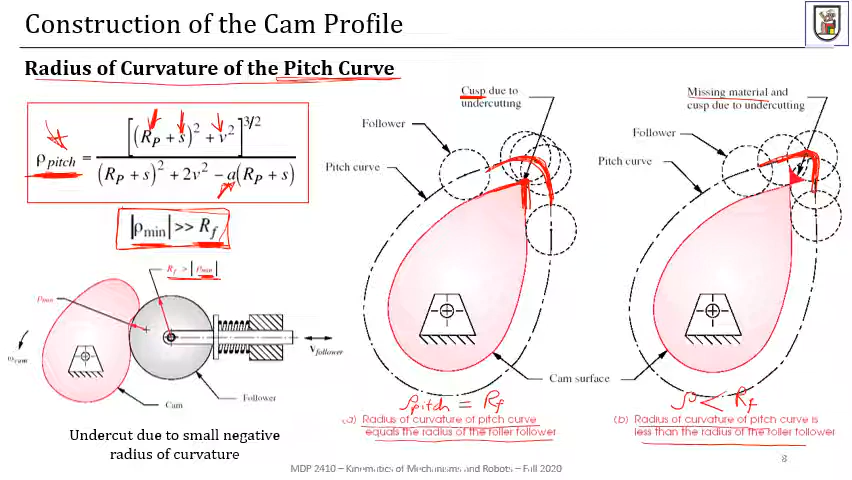 Construction of the Cam Profile
Radius of Curvature of the Pitch Curve
ρpitch = [(RP + s)² + v²]^3/2 / (RP + s)² + 2v² − a(RP + s)
|ρmin| >> Rf
Rf > |ρmin|
ρmin
ωcam
Vfollower
Cam
Follower
Undercut due to small negative
radius of curvature
Cusp due to
undercutting
Follower
Pitch curve
Missing material and
cusp due to undercutting
Follower
Pitch curve
Cam surface
ρpitch = Rf
(a) Radius of curvature of pitch curve
equals the radius of the roller follower
ρ < Rf
(b) Radius of curvature of pitch curve is
less than the radius of the roller follower
MDP 2410 – Kinematics of Mechanisms and Robots – Fall 2020
8